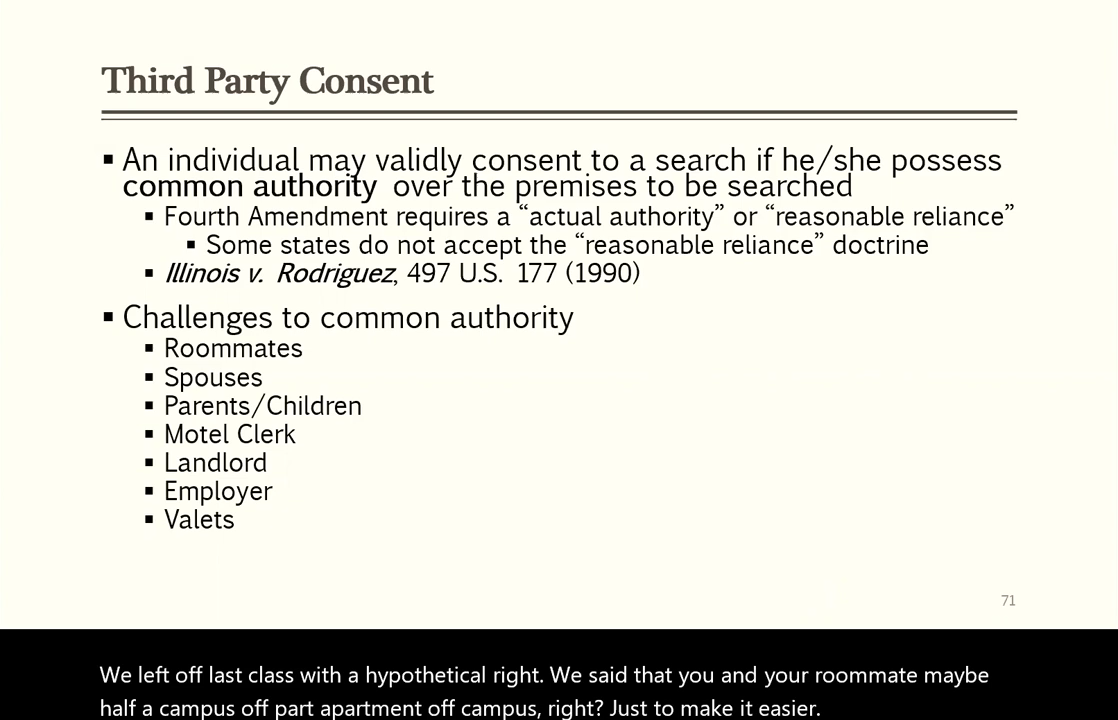 Third Party Consent
▪ An individual may validly consent to a search if he/she possess
common authority over the premises to be searched
▪ Fourth Amendment requires a “actual authority” or “reasonable reliance”
▪ Some states do not accept the “reasonable reliance” doctrine
▪ Illinois v. Rodriguez, 497 U.S. 177 (1990)
▪ Challenges to common authority
▪ Roommates
▪ Spouses
▪ Parents/Children
▪ Motel Clerk
▪ Landlord
▪ Employer
▪ Valets
71
We left off last class with a hypothetical right. We said that you and your roommate maybe
half a campus off part apartment off campus, right? Just to make it easier.